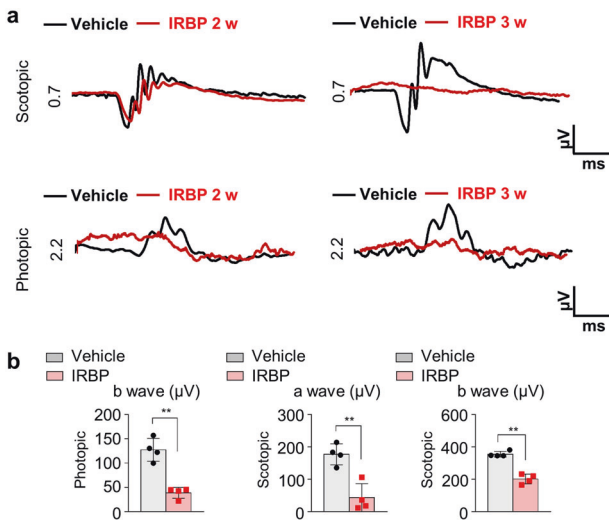 a
Vehicle IRBP 2 w
Vehicle IRBP 3 w
Scotopic
0.7
0.7
µV
ms
Vehicle IRBP 2 w
Vehicle IRBP 3 w
Photopic
2.2
2.2
µV
ms
b
Vehicle
IRBP
b wave (µV)
Photopic
200
150
100
50
0
**
Vehicle
IRBP
a wave (µV)
Scotopic
300
200
100
0
**
Vehicle
IRBP
b wave (µV)
Scotopic
600
400
200
0
**